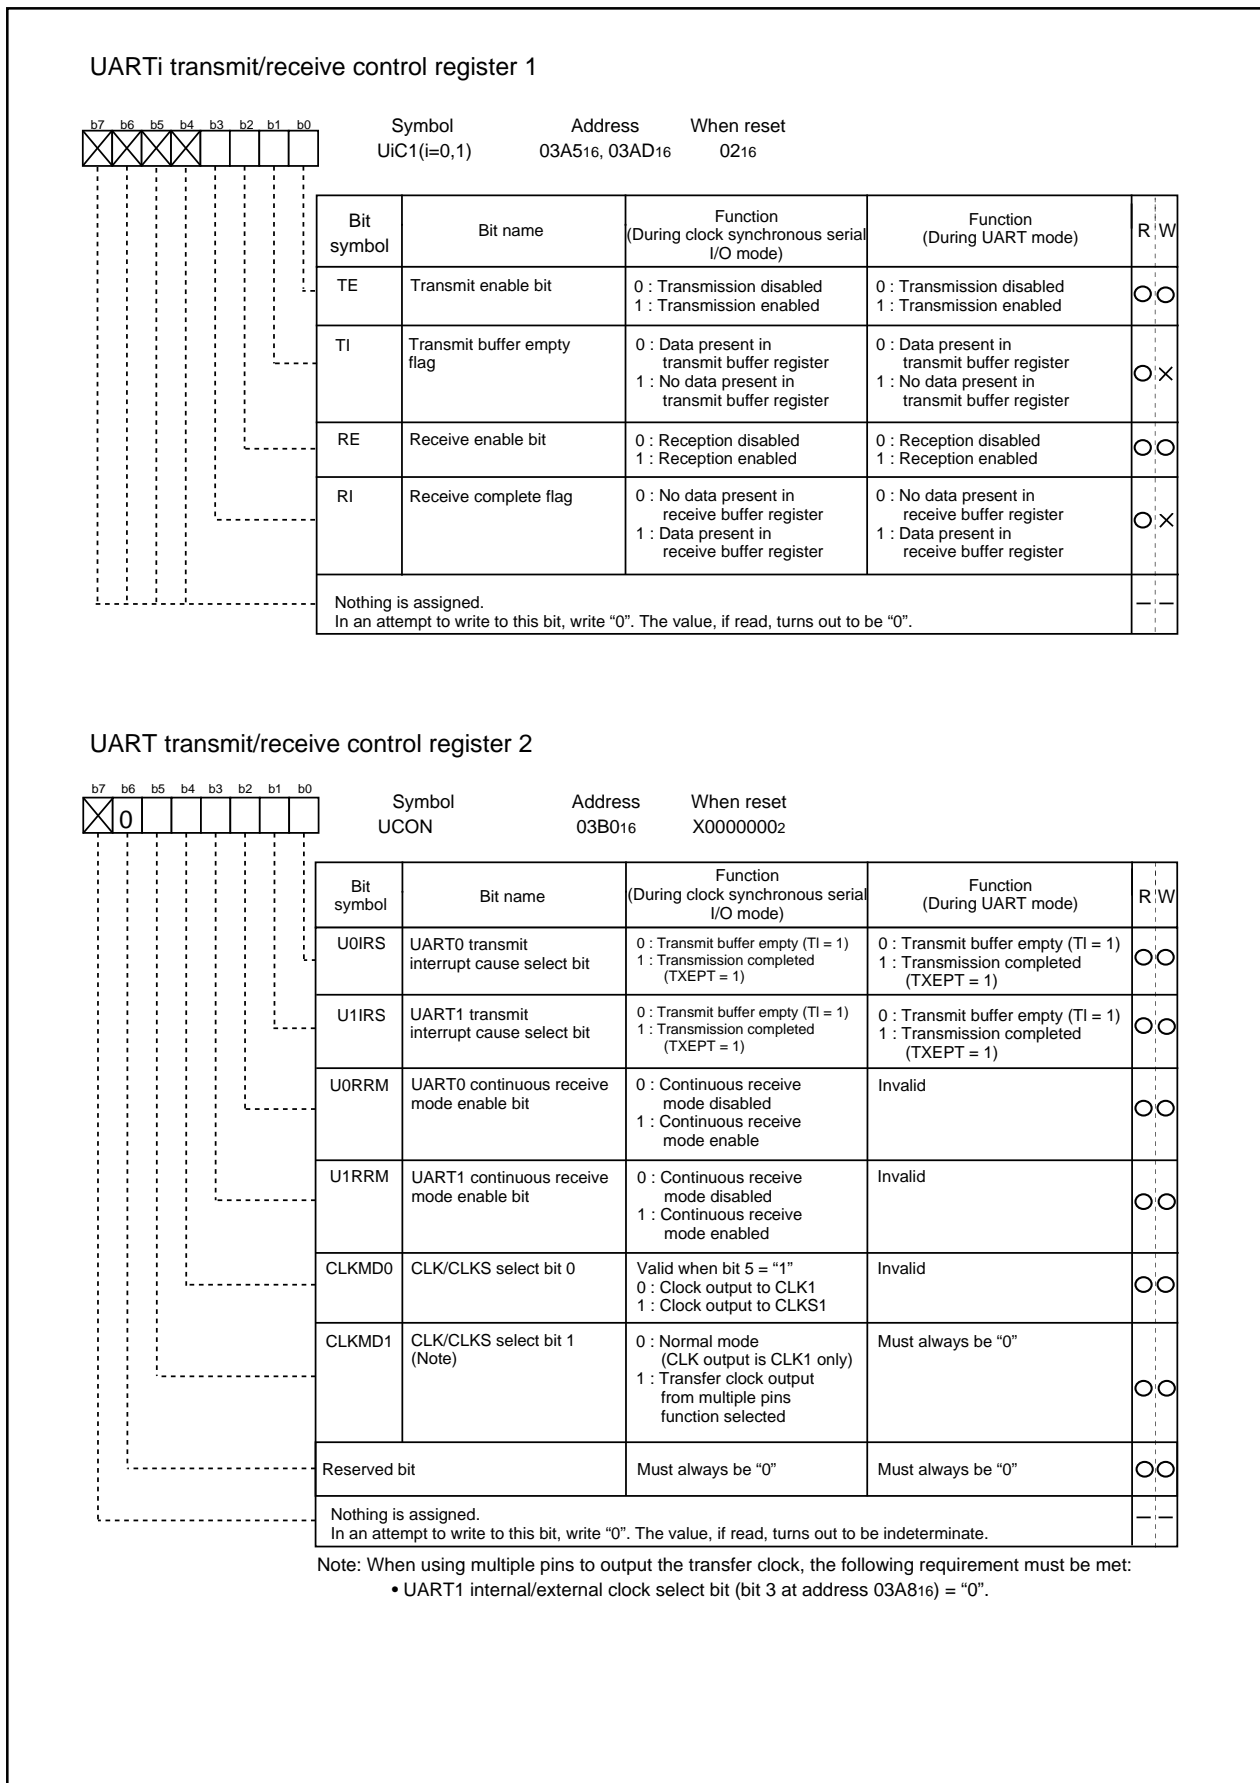 UARTi transmit/receive control register 1
b7 b6 b5 b4 b3 b2 b1 b0
Symbol Address When reset
UiC1(i=0,1) 03A516, 03AD16 0216
Bit symbol Bit name Function (During clock synchronous serial I/O mode) Function (During UART mode) R W
TE Transmit enable bit 0 : Transmission disabled 0 : Transmission disabled
1 : Transmission enabled 1 : Transmission enabled
TI Transmit buffer empty 0 : Data present in 0 : Data present in
flag transmit buffer register transmit buffer register
1 : No data present in 1 : No data present in
transmit buffer register transmit buffer register
RE Receive enable bit 0 : Reception disabled 0 : Reception disabled
1 : Reception enabled 1 : Reception enabled
RI Receive complete flag 0 : No data present in 0 : No data present in
receive buffer register receive buffer register
1 : Data present in 1 : Data present in
receive buffer register receive buffer register
Nothing is assigned.
In an attempt to write to this bit, write “0”. The value, if read, turns out to be “0”.
UART transmit/receive control register 2
b7 b6 b5 b4 b3 b2 b1 b0
0
Symbol Address When reset
UCON 03B016 X00000002
Bit symbol Bit name Function (During clock synchronous serial I/O mode) Function (During UART mode) R W
U0IRS UART0 transmit 0 : Transmit buffer empty (TI = 1) 0 : Transmit buffer empty (TI = 1)
interrupt cause select bit 1 : Transmission completed 1 : Transmission completed
(TXEPT = 1) (TXEPT = 1)
U1IRS UART1 transmit 0 : Transmit buffer empty (TI = 1) 0 : Transmit buffer empty (TI = 1)
interrupt cause select bit 1 : Transmission completed 1 : Transmission completed
(TXEPT = 1) (TXEPT = 1)
U0RRM UART0 continuous receive 0 : Continuous receive Invalid
mode enable bit mode disabled
1 : Continuous receive
mode enable
U1RRM UART1 continuous receive 0 : Continuous receive Invalid
mode enable bit mode disabled
1 : Continuous receive
mode enabled
CLKMD0 CLK/CLKS select bit 0 Valid when bit 5 = “1” Invalid
0 : Clock output to CLK1
1 : Clock output to CLKS1
CLKMD1 CLK/CLKS select bit 1 0 : Normal mode Must always be “0”
(Note) (CLK output is CLK1 only)
1 : Transfer clock output
from multiple pins
function selected
Reserved bit Must always be “0” Must always be “0”
Nothing is assigned.
In an attempt to write to this bit, write “0”. The value, if read, turns out to be indeterminate.
Note: When using multiple pins to output the transfer clock, the following requirement must be met:
• UART1 internal/external clock select bit (bit 3 at address 03A816) = “0”.